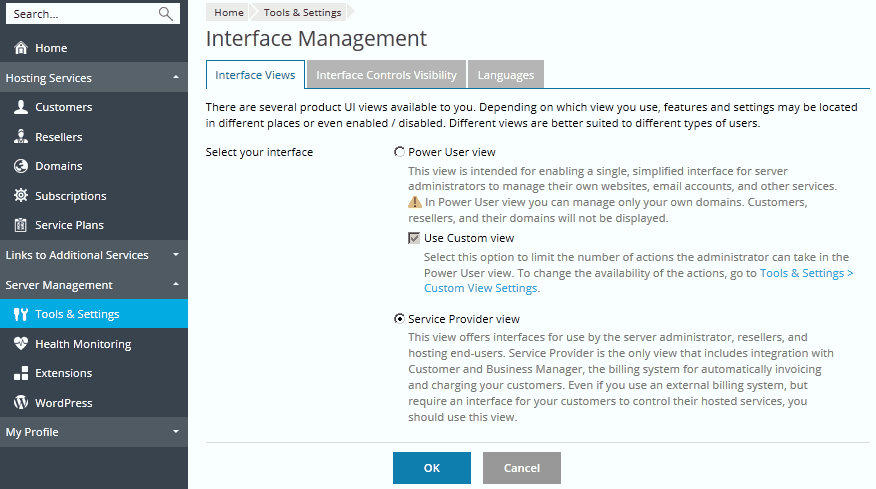 Search...
Home
Hosting Services
Customers
Resellers
Domains
Subscriptions
Service Plans
Links to Additional Services
Server Management
Tools & Settings
Health Monitoring
Extensions
WordPress
My Profile
Home Tools & Settings
Interface Management
Interface Views Interface Controls Visibility Languages
There are several product UI views available to you. Depending on which view you use, features and settings may be located
in different places or even enabled / disabled. Different views are better suited to different types of users.
Select your interface
Power User view
This view is intended for enabling a single, simplified interface for server
administrators to manage their own websites, email accounts, and other services.
In Power User view you can manage only your own domains. Customers,
resellers, and their domains will not be displayed.
Use Custom view
Select this option to limit the number of actions the administrator can take in the
Power User view. To change the availability of the actions, go to Tools & Settings >
Custom View Settings.
Service Provider view
This view offers interfaces for use by the server administrator, resellers, and
hosting end-users. Service Provider is the only view that includes integration with
Customer and Business Manager, the billing system for automatically invoicing
and charging your customers. Even if you use an external billing system, but
require an interface for your customers to control their hosted services, you
should use this view.
OK Cancel